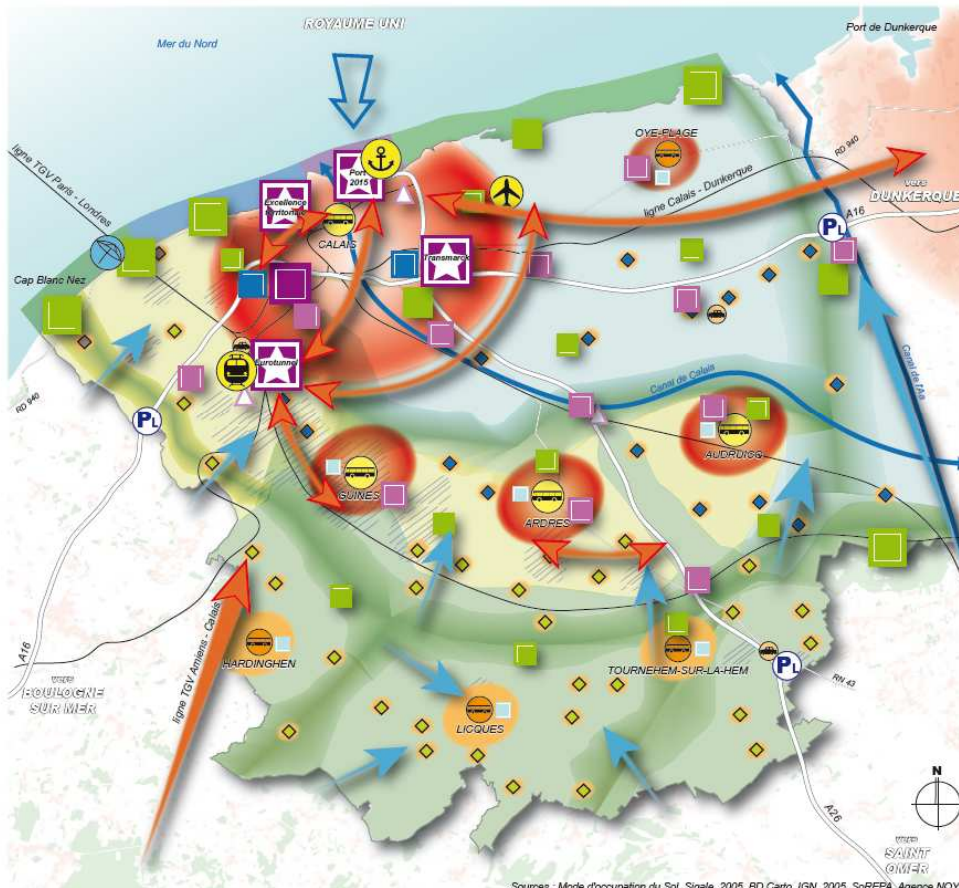 ROYAUME UNI
Mer du Nord
Port de Dunkerque
OYE-PLAGE
RD 940
ligne TGV Paris - Londres
Port
2015
Excellence
territoriale
CALAIS
ligne Calais - Dunkerque
vers
DUNKERQUE
A16
PL
Transmarck
Cap Blanc Nez
Eurotunnel
Canal de l'Aa
Canal de Calais
RD 940
PL
AUDRUICQ
GUINES
ARDRES
HARDINGHEN
TOURNEHEM-SUR-LA-HEM
A16
vers
BOULOGNE
SUR MER
ligne TGV Amiens - Calais
PL
RN 43
LICQUES
N
A26
vers
SAINT
OMER
Sources : Mode d'occupation du Sol, Sigale, 2005, BD Carto, IGN, 2005, SoREPA, Agence NOY